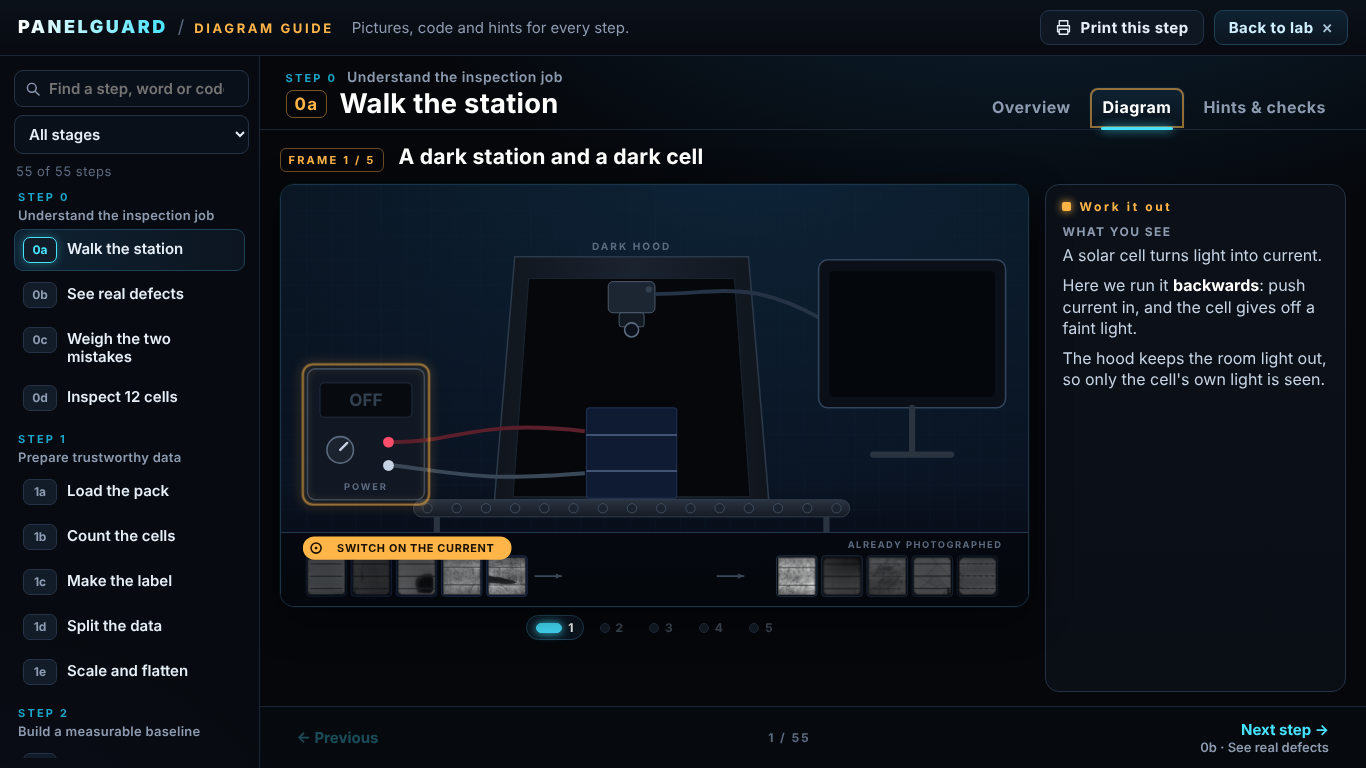 PANELGUARD / DIAGRAM GUIDE Pictures, code and hints for every step.
Print this step
Back to lab ×
Find a step, word or cod
All stages
55 of 55 steps
STEP 0
Understand the inspection job
0a Walk the station
0b See real defects
0c Weigh the two
mistakes
0d Inspect 12 cells
STEP 1
Prepare trustworthy data
1a Load the pack
1b Count the cells
1c Make the label
1d Split the data
1e Scale and flatten
STEP 2
Build a measurable baseline
STEP 0 Understand the inspection job
0a Walk the station
Overview
Diagram
Hints & checks
FRAME 1 / 5 A dark station and a dark cell
DARK HOOD
OFF
POWER
SWITCH ON THE CURRENT
ALREADY PHOTOGRAPHED
1 2 3 4 5
Work it out
WHAT YOU SEE
A solar cell turns light into current.
Here we run it backwards: push
current in, and the cell gives off a
faint light.
The hood keeps the room light out,
so only the cell's own light is seen.
← Previous
1 / 55
Next step →
0b · See real defects